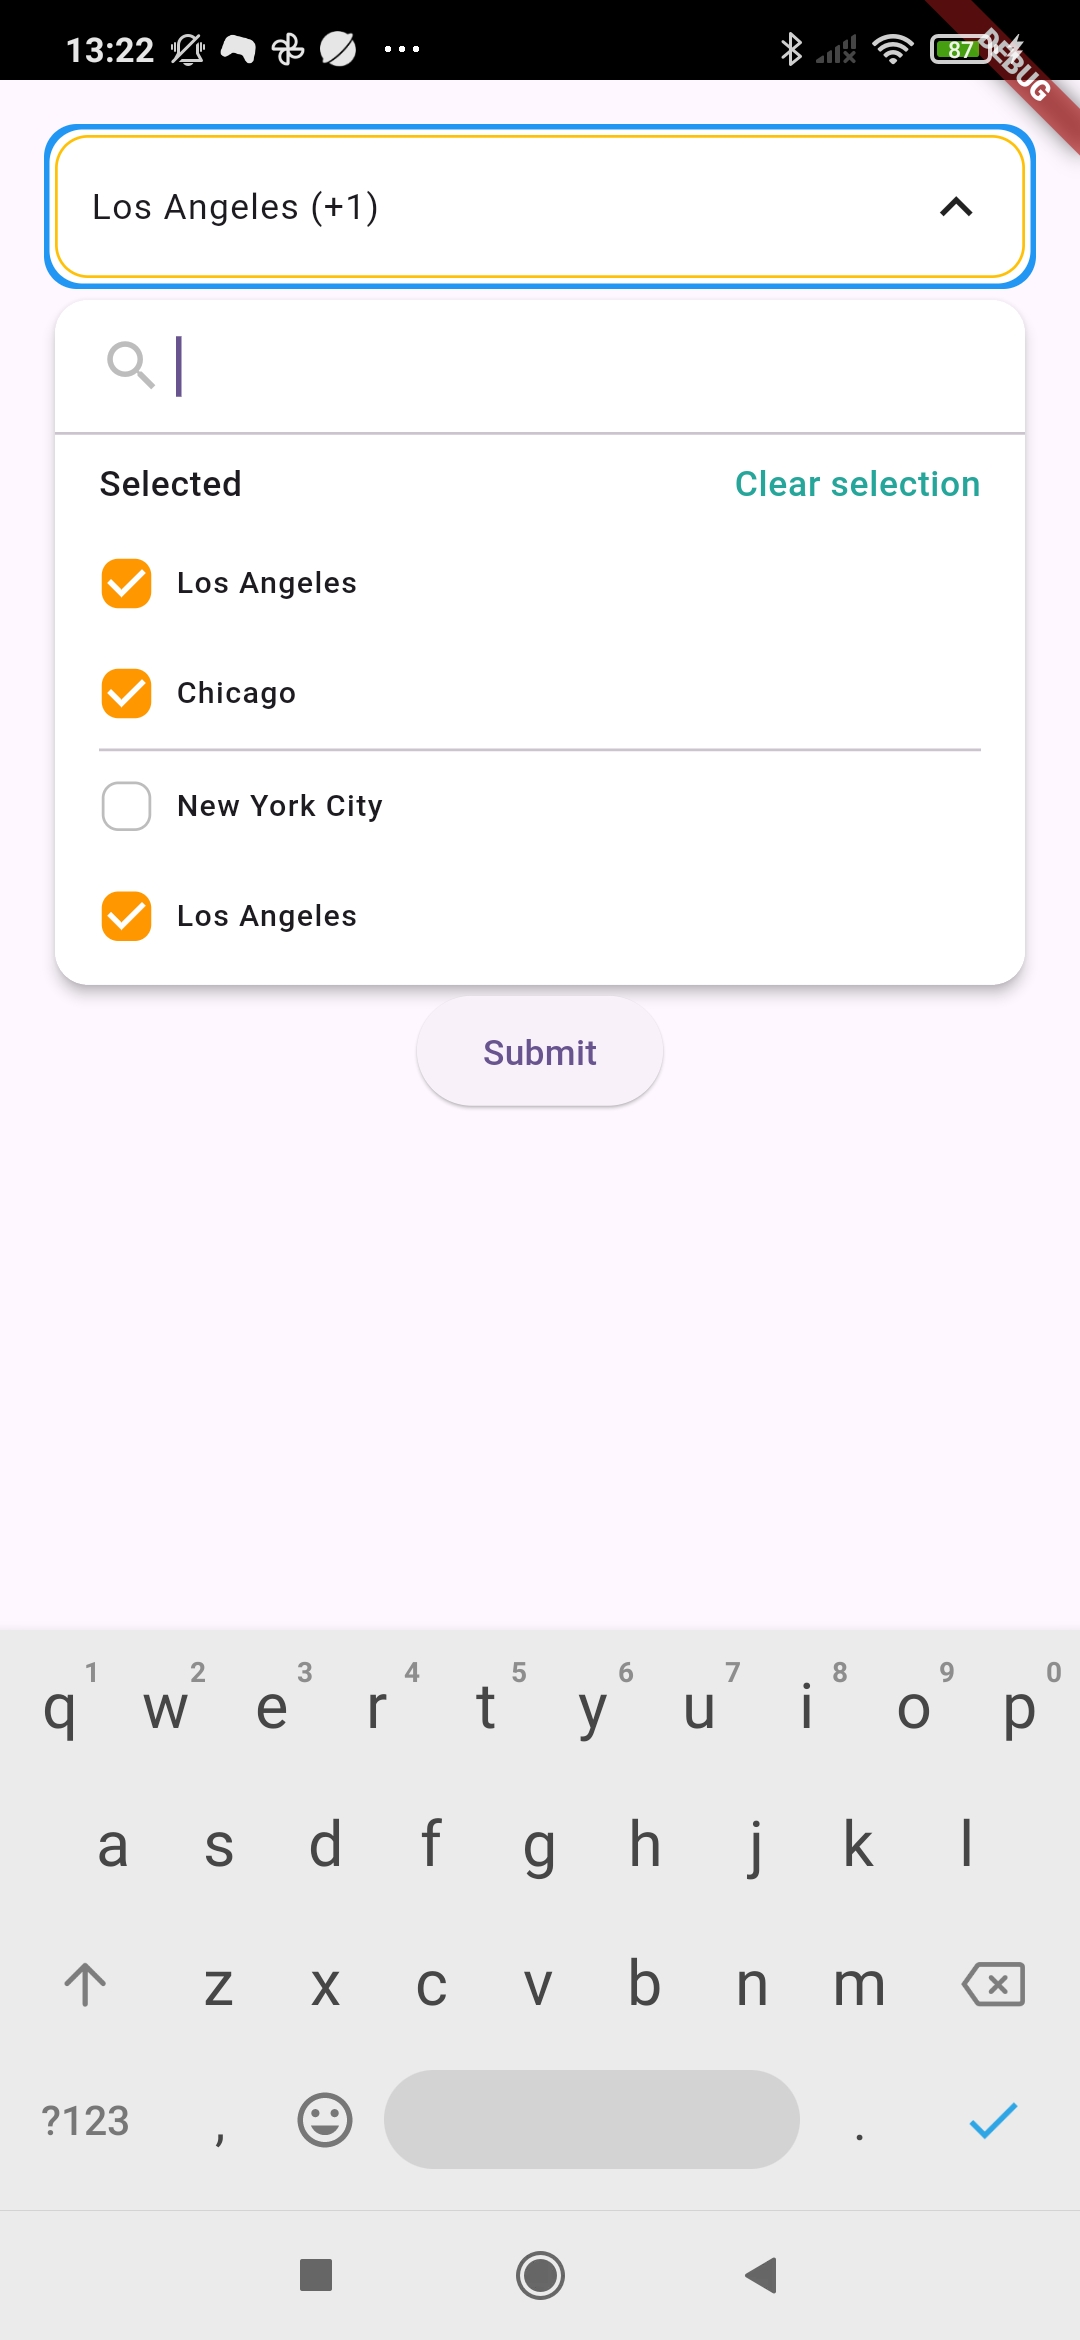 13:22
87
DEBUG
Los Angeles (+1)
Selected
Clear selection
Los Angeles
Chicago
New York City
Los Angeles
Submit
1 2 3 4 5 6 7 8 9 0
q w e r t y u i o p
a s d f g h j k l
z x c v b n m
?123 , .